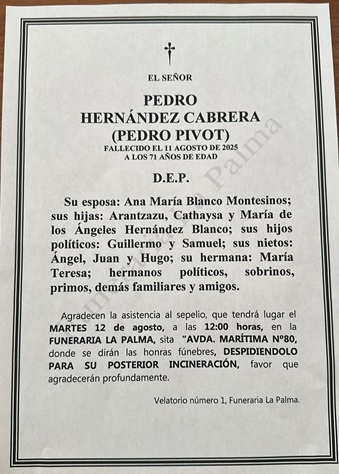 †
EL SEÑOR
PEDRO
HERNÁNDEZ CABRERA
(PEDRO PIVOT)
FALLECIDO EL 11 AGOSTO DE 2025
A LOS 71 AÑOS DE EDAD
D.E.P.
Su esposa: Ana María Blanco Montesinos;
sus hijas: Arantzazu, Cathaysa y María de
los Ángeles Hernández Blanco; sus hijos
políticos: Guillermo y Samuel; sus nietos:
Ángel, Juan y Hugo; su hermana: María
Teresa; hermanos políticos, sobrinos,
primos, demás familiares y amigos.
Agradecen la asistencia al sepelio, que tendrá lugar el
MARTES 12 de agosto, a las 12:00 horas, en la
FUNERARIA LA PALMA, sita "AVDA. MARÍTIMA Nº80,
donde se dirán las honras fúnebres, DESPIDIENDOLO
PARA SU POSTERIOR INCINERACIÓN, favor que
agradecerán profundamente.
Velatorio número 1, Funeraria La Palma.
La Palma